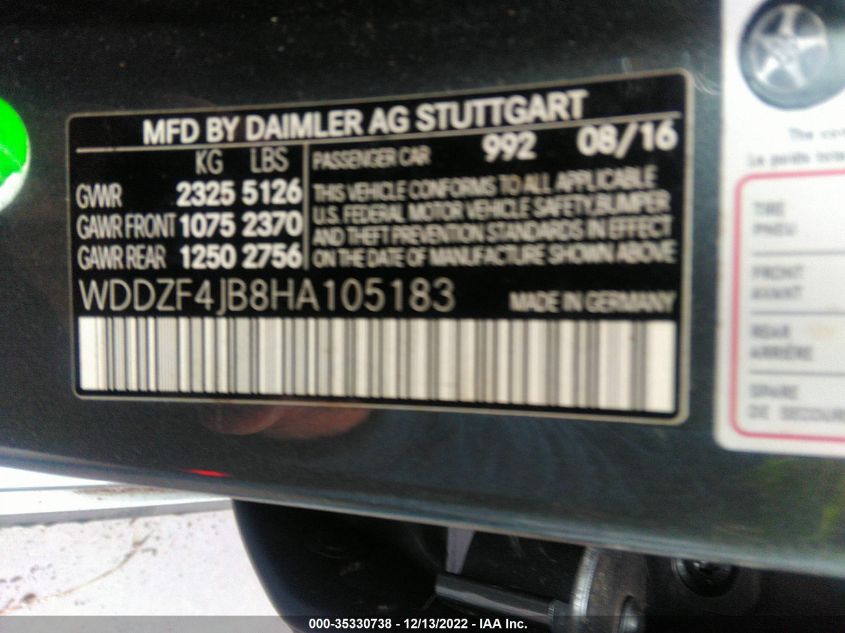 MFD BY DAIMLER AG STUTTGART
KG LBS
GVWR 2325 5126
GAWR FRONT 1075 2370
GAWR REAR 1250 2756
PASSENGER CAR 992 08/16
THIS VEHICLE CONFORMS TO ALL APPLICABLE
U.S. FEDERAL MOTOR VEHICLE SAFETY,BUMPER
AND THEFT PREVENTION STANDARDS IN EFFECT
ON THE DATE OF MANUFACTURE SHOWN ABOVE
WDDZF4JB8HA105183 MADE IN GERMANY
The
La guide
TIRE
PNEU
FRONT
AVANT
REAR
ARRIÈRE
SPARE
DE SECOURS
000-35330738 - 12/13/2022 - IAA Inc.